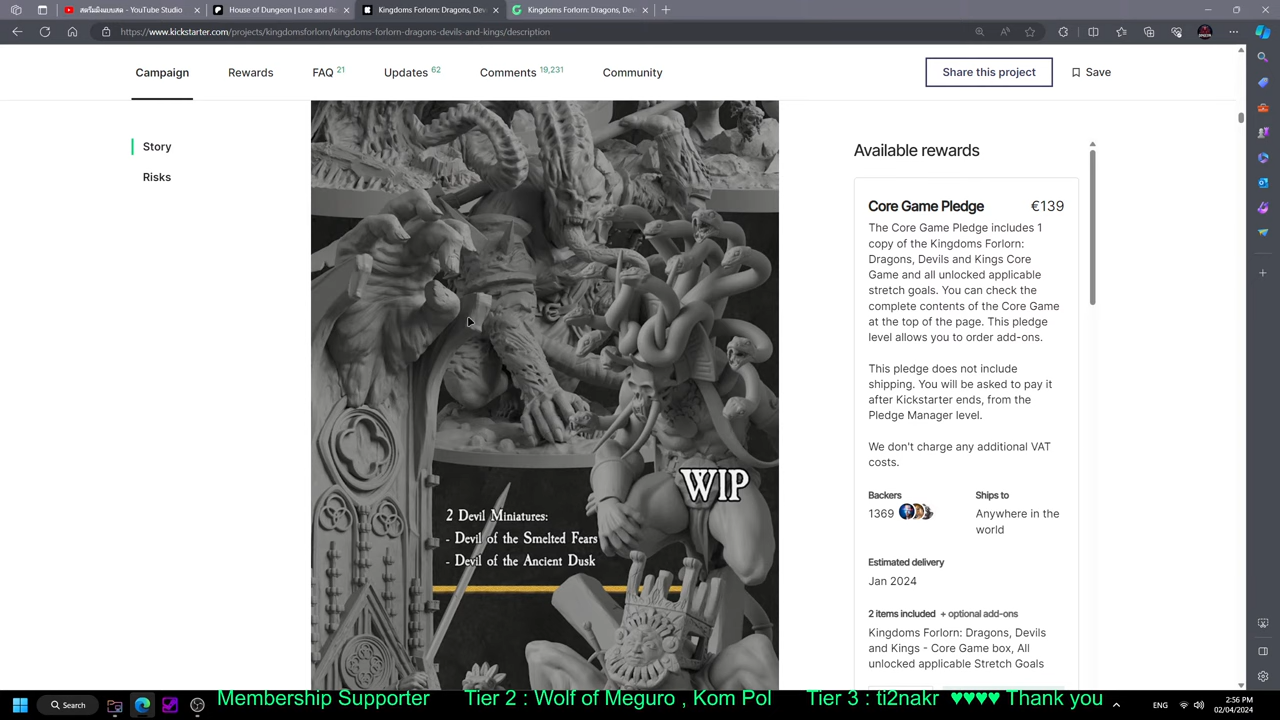 สตรีมมิ่งแบบสด - YouTube Studio
House of Dungeon | Lore and Re
Kingdoms Forlorn: Dragons, Devi
Kingdoms Forlorn: Dragons, Dev
https://www.kickstarter.com/projects/kingdomsforlorn/kingdoms-forlorn-dragons-devils-and-kings/description
Campaign
Rewards
FAQ 21
Updates 62
Comments 19,231
Community
Share this project
Save
Story
Risks
WIP
2 Devil Miniatures:
- Devil of the Smelted Fears
- Devil of the Ancient Dusk
Available rewards
Core Game Pledge €139
The Core Game Pledge includes 1
copy of the Kingdoms Forlorn:
Dragons, Devils and Kings Core
Game and all unlocked applicable
stretch goals. You can check the
complete contents of the Core Game
at the top of the page. This pledge
level allows you to order add-ons.
This pledge does not include
shipping. You will be asked to pay it
after Kickstarter ends, from the
Pledge Manager level.
We don't charge any additional VAT
costs.
Backers
1369
Ships to
Anywhere in the
world
Estimated delivery
Jan 2024
2 items included + optional add-ons
Kingdoms Forlorn: Dragons, Devils
and Kings - Core Game box, All
unlocked applicable Stretch Goals
Search
Membership Supporter Tier 2 : Wolf of Meguro , Kom Pol Tier 3 : ti2nakr ♥♥♥♥ Thank you
ENG
2:56 PM
02/04/2024